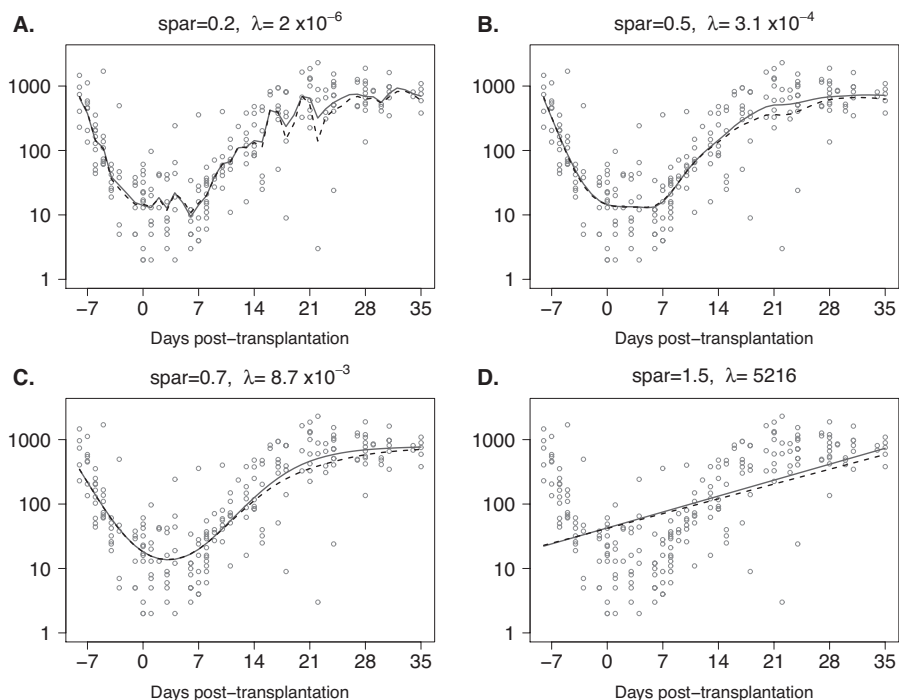 A. spar=0.2, λ= 2 x10⁻⁶
B. spar=0.5, λ= 3.1 x10⁻⁴
1000
100
10
1
−7 0 7 14 21 28 35
Days post−transplantation
1000
100
10
1
−7 0 7 14 21 28 35
Days post−transplantation
C. spar=0.7, λ= 8.7 x10⁻³
D. spar=1.5, λ= 5216
1000
100
10
1
−7 0 7 14 21 28 35
Days post−transplantation
1000
100
10
1
−7 0 7 14 21 28 35
Days post−transplantation